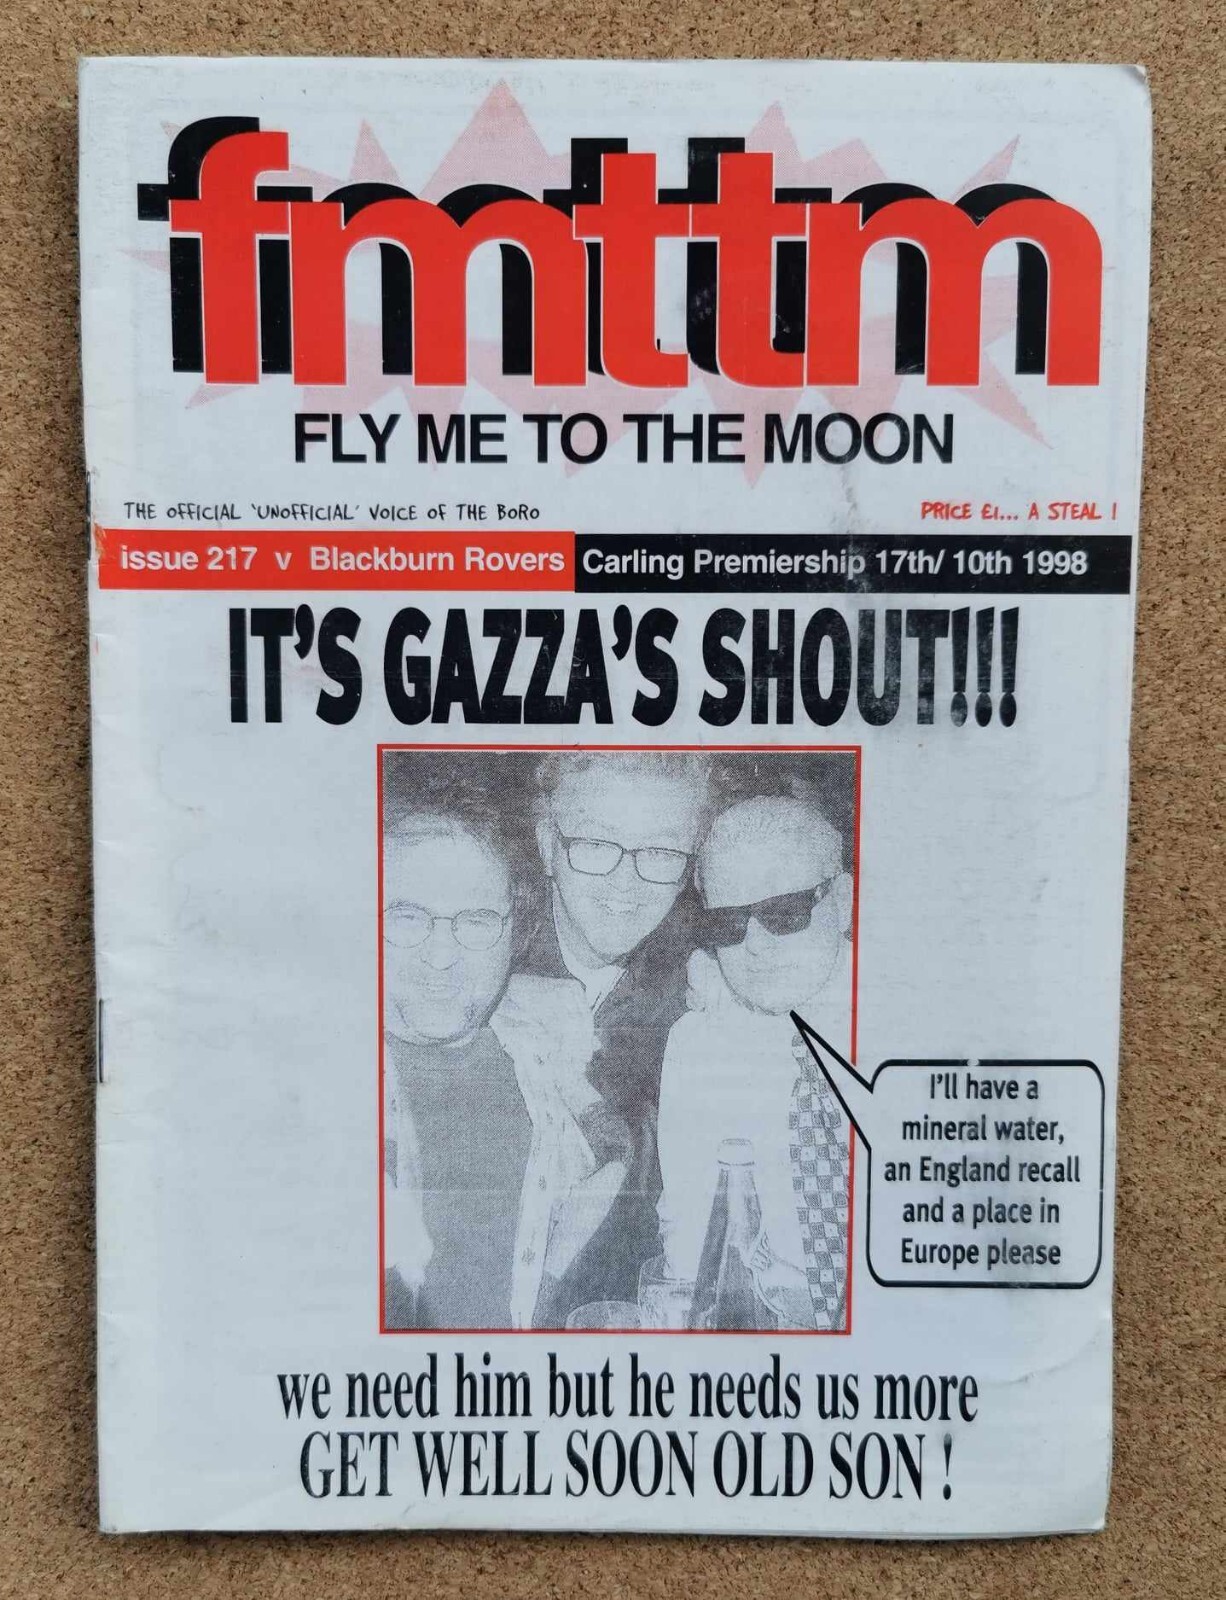 fmttm
FLY ME TO THE MOON
THE OFFICIAL 'UNOFFICIAL' VOICE OF THE BORO
PRICE £1... A STEAL !
issue 217 v Blackburn Rovers
Carling Premiership 17th/ 10th 1998
IT'S GAZZA'S SHOUT!!!
I'll have a
mineral water,
an England recall
and a place in
Europe please
we need him but he needs us more
GET WELL SOON OLD SON !